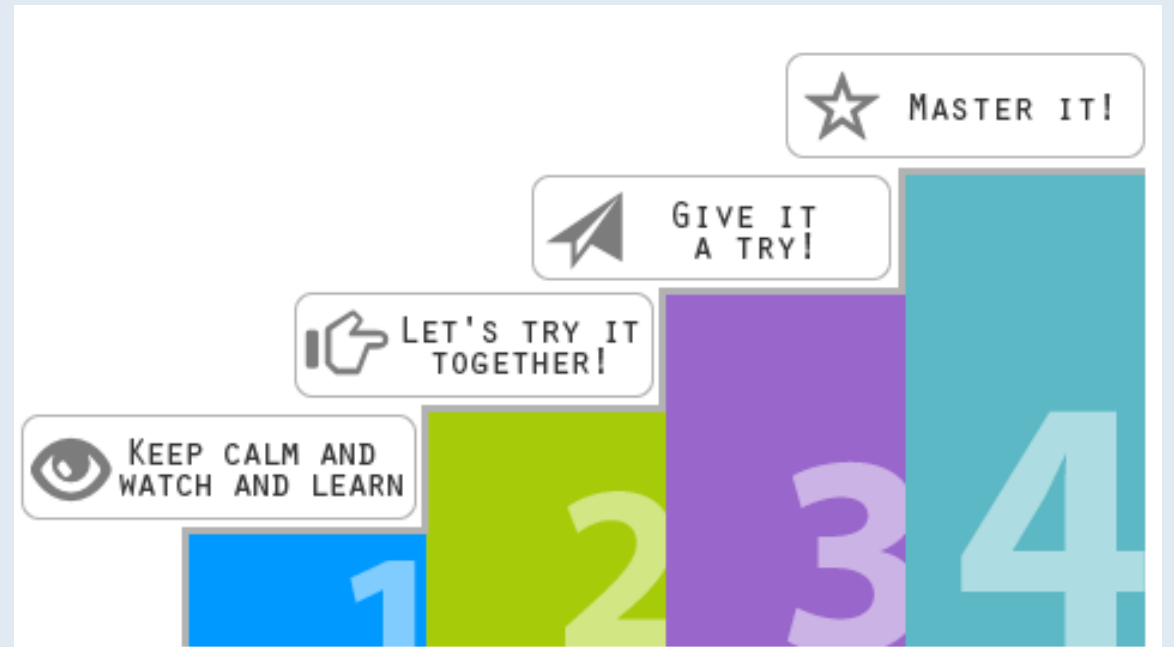 Master it!
Give it
a try!
Let's try it
together!
Keep calm and
watch and learn
1
2
3
4